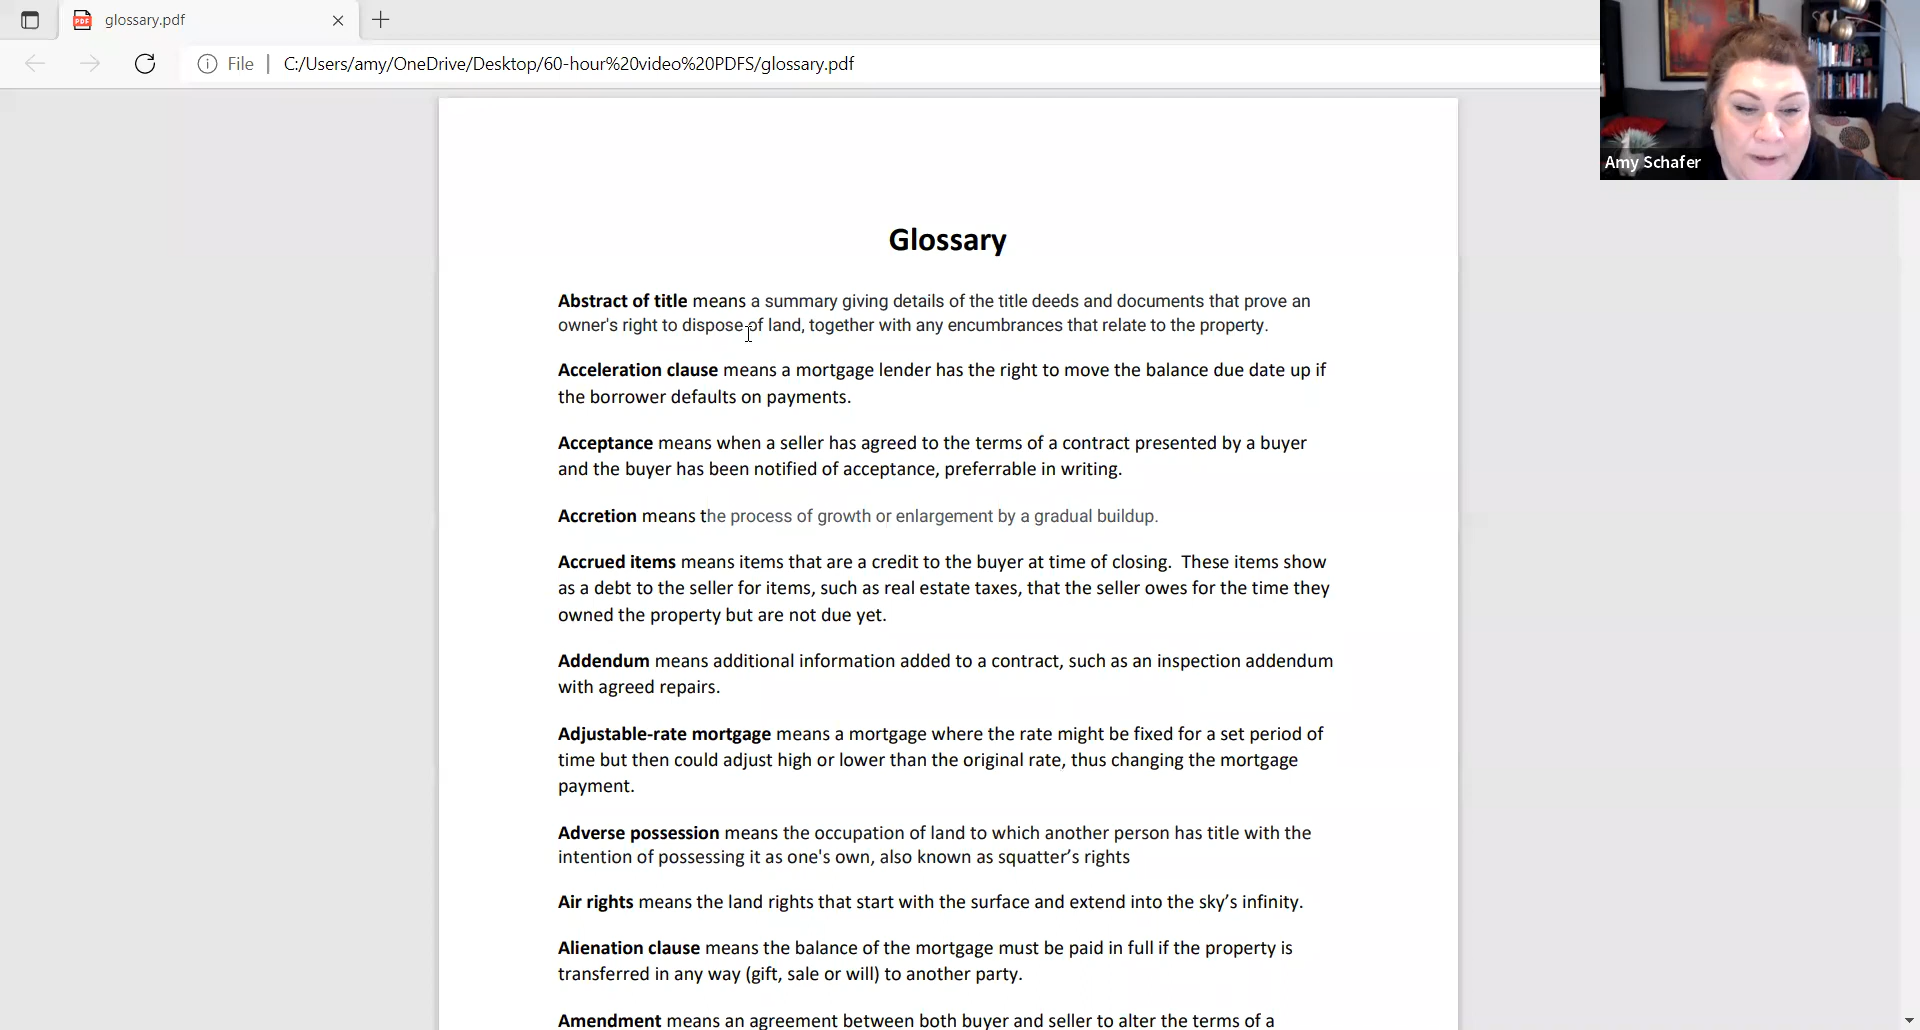 glossary.pdf
File
C:/Users/amy/OneDrive/Desktop/60-hour%20video%20PDFS/glossary.pdf
Amy Schafer
Glossary
Abstract of title means a summary giving details of the title deeds and documents that prove an
owner's right to dispose of land, together with any encumbrances that relate to the property.
Acceleration clause means a mortgage lender has the right to move the balance due date up if
the borrower defaults on payments.
Acceptance means when a seller has agreed to the terms of a contract presented by a buyer
and the buyer has been notified of acceptance, preferrable in writing.
Accretion means the process of growth or enlargement by a gradual buildup.
Accrued items means items that are a credit to the buyer at time of closing.  These items show
as a debt to the seller for items, such as real estate taxes, that the seller owes for the time they
owned the property but are not due yet.
Addendum means additional information added to a contract, such as an inspection addendum
with agreed repairs.
Adjustable-rate mortgage means a mortgage where the rate might be fixed for a set period of
time but then could adjust high or lower than the original rate, thus changing the mortgage
payment.
Adverse possession means the occupation of land to which another person has title with the
intention of possessing it as one's own, also known as squatter’s rights
Air rights means the land rights that start with the surface and extend into the sky’s infinity.
Alienation clause means the balance of the mortgage must be paid in full if the property is
transferred in any way (gift, sale or will) to another party.
Amendment means an agreement between both buyer and seller to alter the terms of a